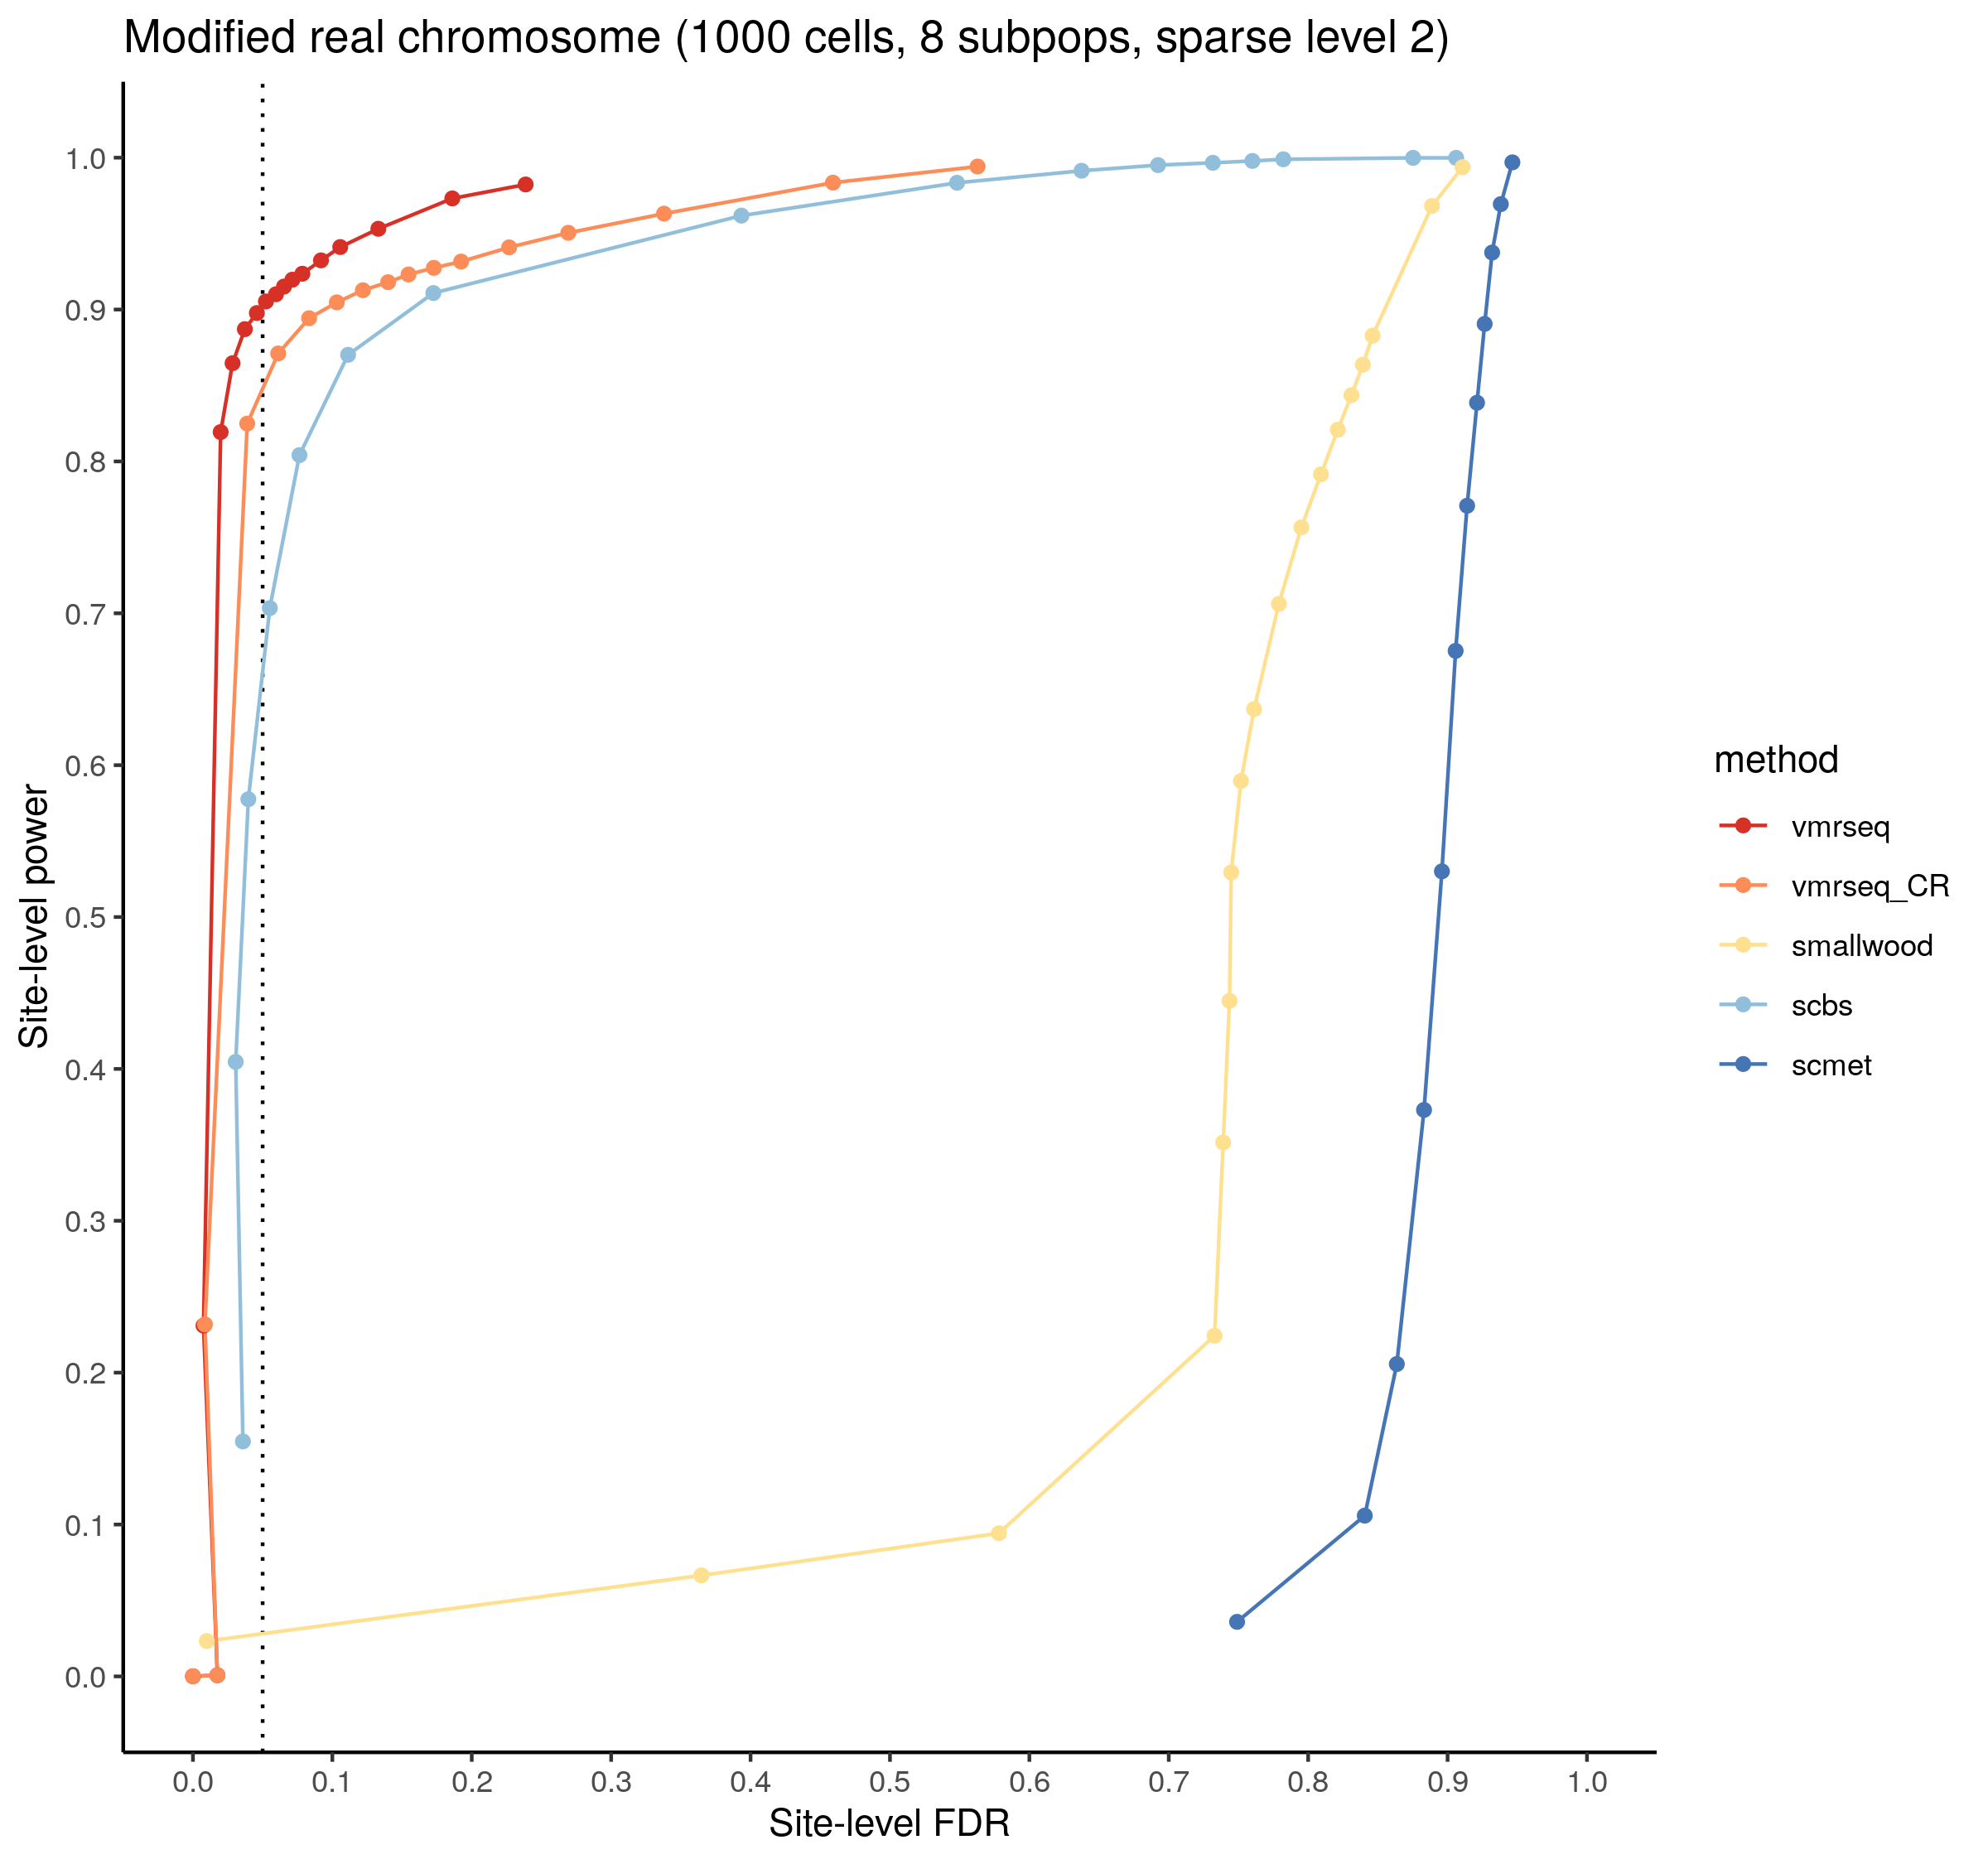 Modified real chromosome (1000 cells, 8 subpops, sparse level 2)
Site-level power
1.0
0.9
0.8
0.7
0.6
0.5
0.4
0.3
0.2
0.1
0.0
0.0 0.1 0.2 0.3 0.4 0.5 0.6 0.7 0.8 0.9 1.0
Site-level FDR
method
vmrseq
vmrseq_CR
smallwood
scbs
scmet